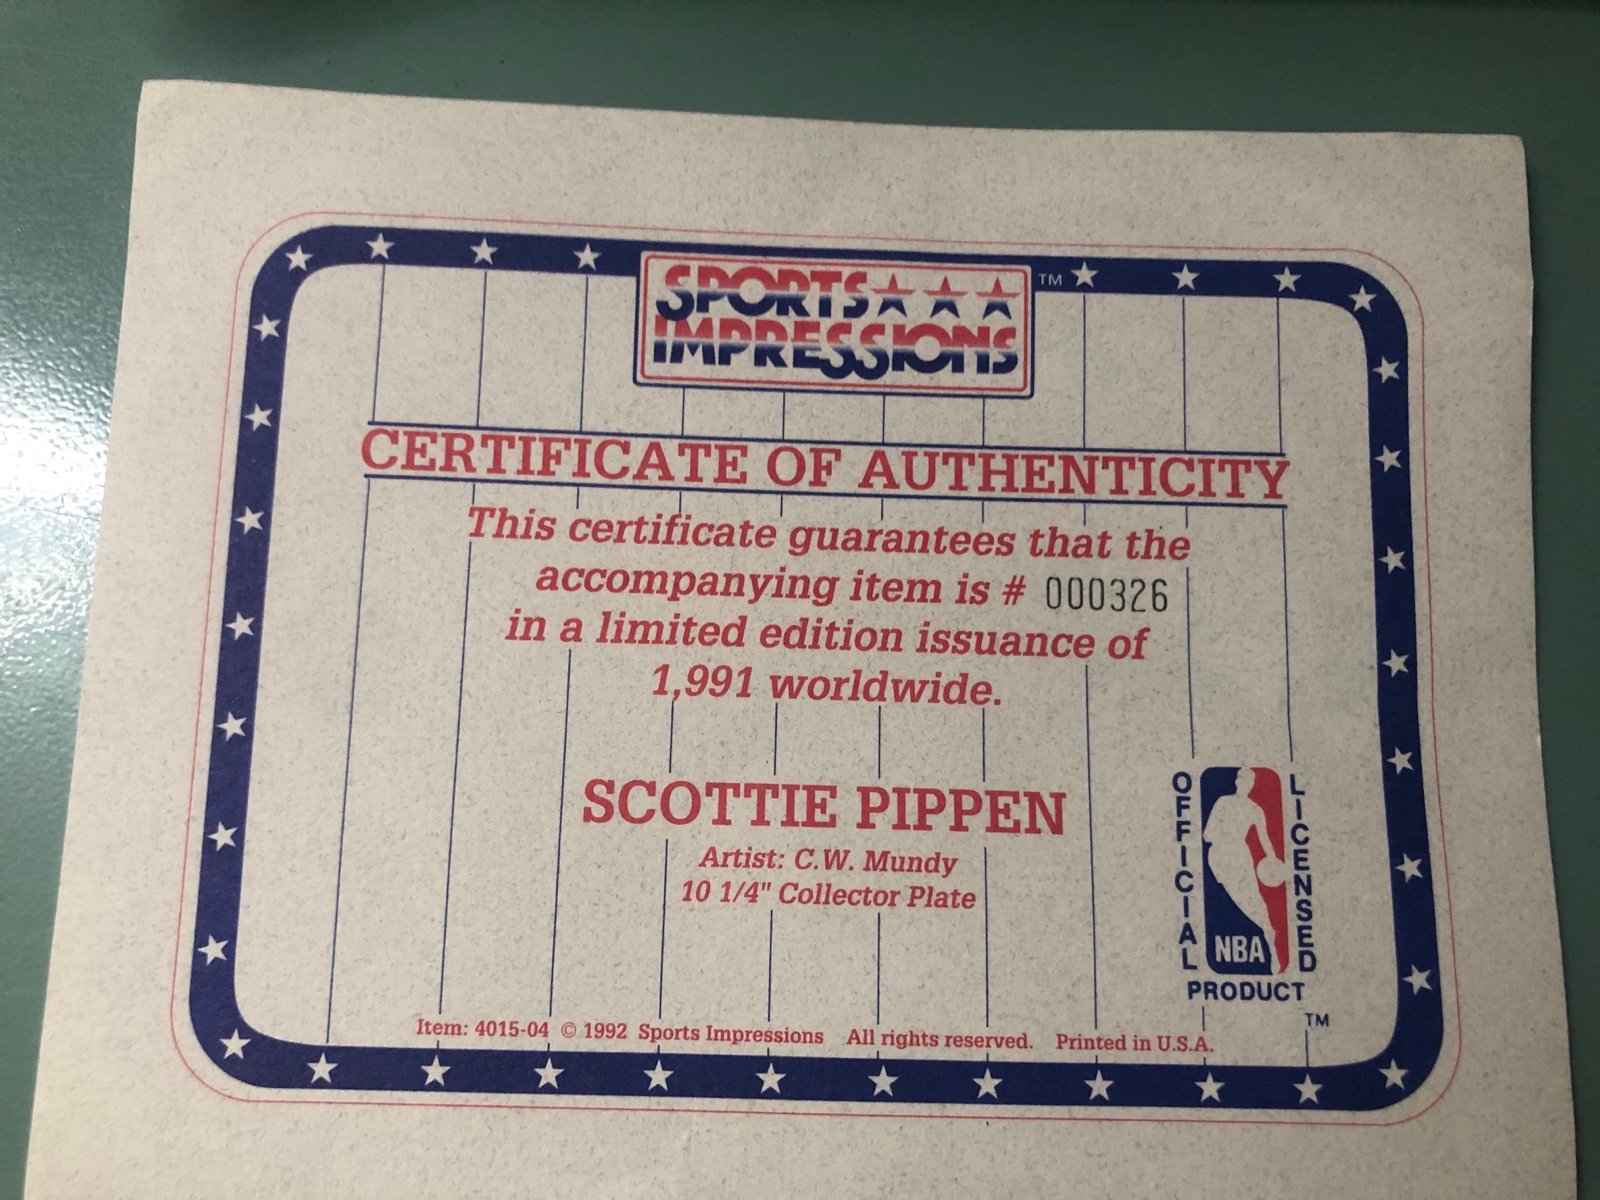 SPORTS
IMPRESSIONS
TM
CERTIFICATE OF AUTHENTICITY
This certificate guarantees that the
accompanying item is # 000326
in a limited edition issuance of
1,991 worldwide.
SCOTTIE PIPPEN
Artist: C.W. Mundy
10 1/4" Collector Plate
OFFICIAL
NBA
LICENSED
PRODUCT
TM
Item: 4015-04 © 1992 Sports Impressions All rights reserved. Printed in U.S.A.